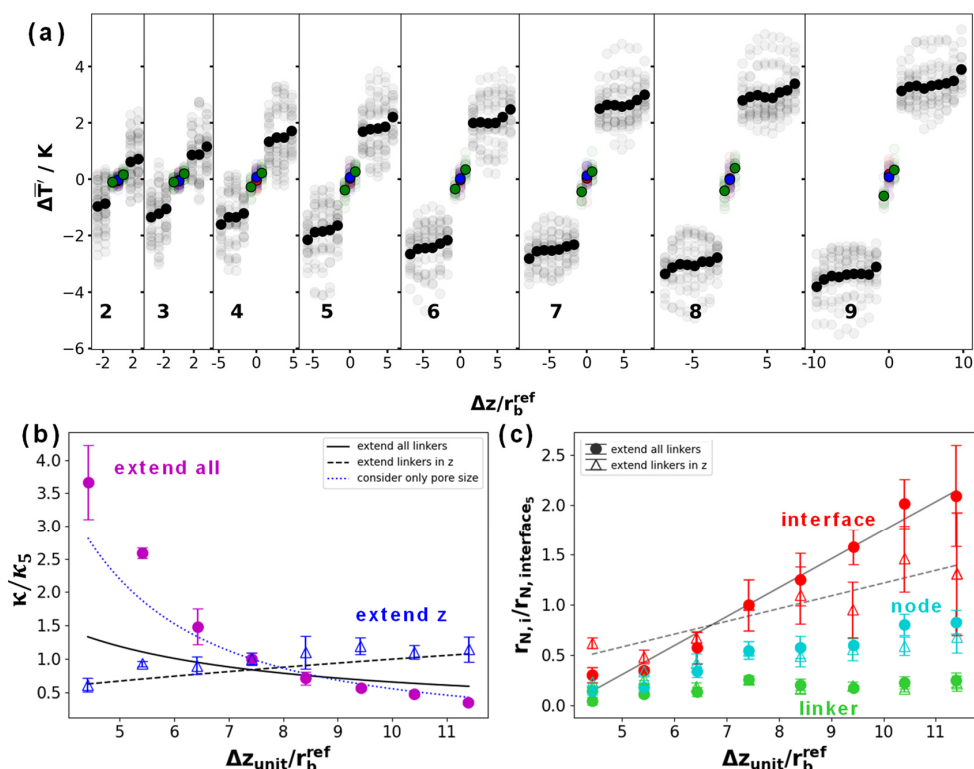 (a)
ΔT̅′ / K
4
2
0
−2
−4
−6
2 3 4 5 6 7 8 9
−2 2 −2 2 −5 0 5 −5 0 5 −5 0 5 −5 0 5 −5 5 −10 −5 0 5 10
Δz/r_b^ref
(b)
κ/κ₅
4.0
3.5
3.0
2.5
2.0
1.5
1.0
0.5
extend all
extend z
extend all linkers
extend linkers in z
consider only pore size
5 6 7 8 9 10 11
Δz_unit/r_b^ref
(c)
r_N,i/r_N,interface₅
2.5
2.0
1.5
1.0
0.5
0.0
extend all linkers
extend linkers in z
interface
node
linker
5 6 7 8 9 10 11
Δz_unit/r_b^ref